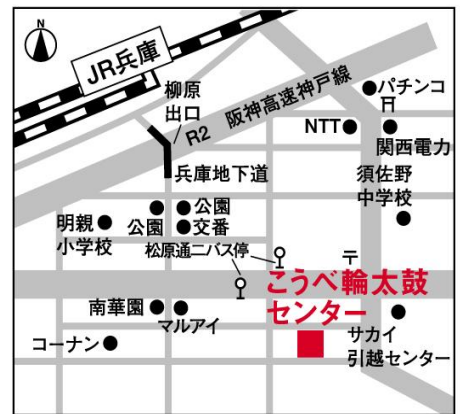 N
JR兵庫
柳原
出口
R2
阪神高速神戸線
パチンコ
NTT
関西電力
兵庫地下道
須佐野
中学校
公園
公園
交番
明親
小学校
松原通二バス停
〒
こうべ輪太鼓
センター
南華園
マルアイ
コーナン
サカイ
引越センター